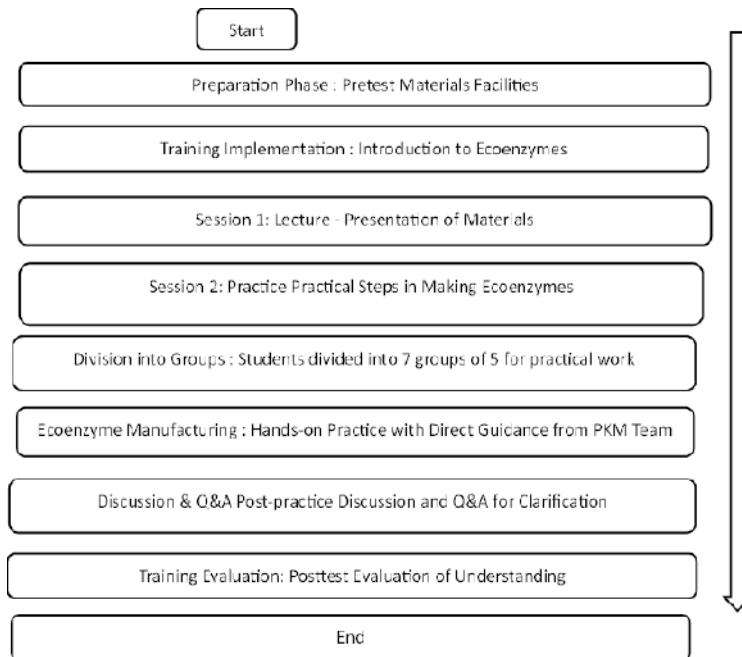 Start
Preparation Phase : Pretest Materials Facilities
Training Implementation : Introduction to Ecoenzymes
Session 1: Lecture - Presentation of Materials
Session 2: Practice Practical Steps in Making Ecoenzymes
Division into Groups : Students divided into 7 groups of 5 for practical work
Ecoenzyme Manufacturing : Hands-on Practice with Direct Guidance from PKM Team
Discussion & Q&A Post-practice Discussion and Q&A for Clarification
Training Evaluation: Posttest Evaluation of Understanding
End